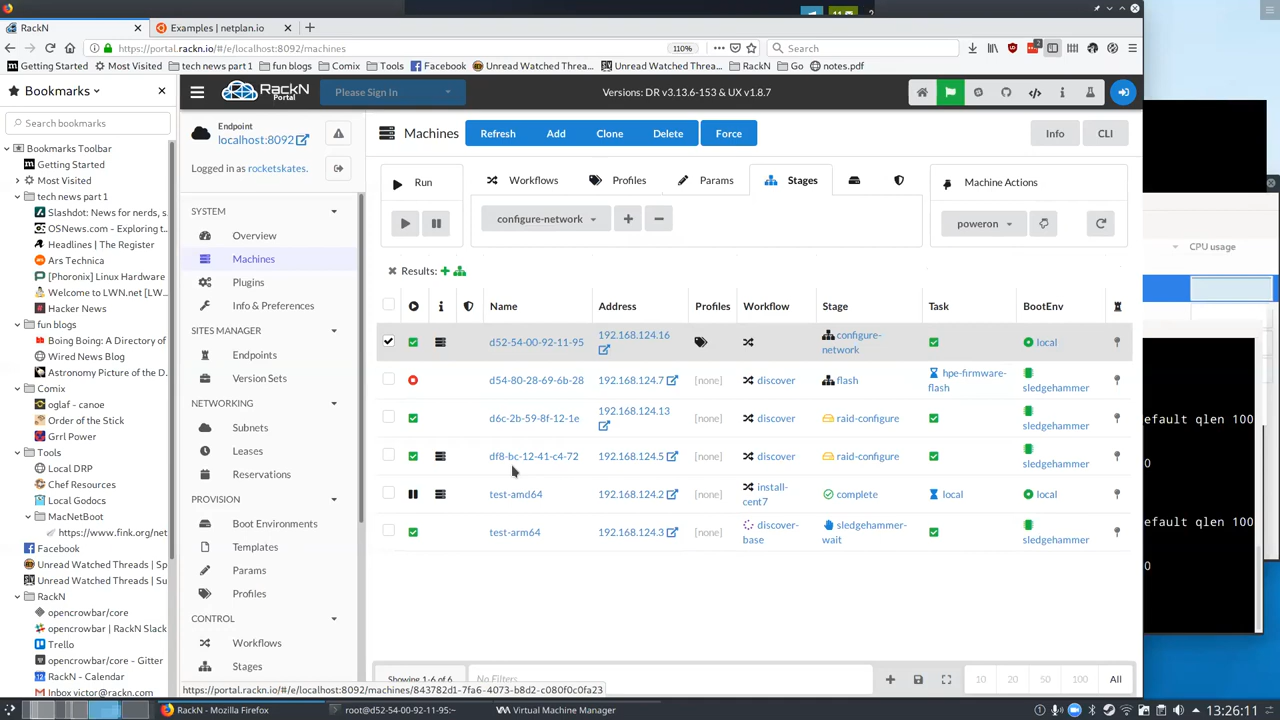 RackN
Examples | netplan.io
https://portal.rackn.io/#/e/localhost:8092/machines
110%
Search
Getting Started
Most Visited
tech news part 1
fun blogs
Comix
Tools
Facebook
Unread Watched Threa...
Unread Watched Threa...
RackN
Go
notes.pdf
Bookmarks
Search bookmarks
Bookmarks Toolbar
Getting Started
Most Visited
tech news part 1
Slashdot: News for nerds, s
OSNews.com - Exploring t
Headlines | The Register
Ars Technica
[Phoronix] Linux Hardware
Welcome to LWN.net [LW
Hacker News
fun blogs
Boing Boing: A Directory of
Wired News Blog
Astronomy Picture of the D
Comix
oglaf - canoe
Order of the Stick
Grrl Power
Tools
Local DRP
Chef Resources
Local Godocs
MacNetBoot
https://www.fink.org/net
Facebook
Unread Watched Threads | Sp
Unread Watched Threads | Su
RackN
opencrowbar/core
opencrowbar | RackN Slack
Trello
opencrowbar/core - Gitter
RackN - Calendar
Inbox victor@rackn.com
RackN Portal
Please Sign In
Versions: DR v3.13.6-153 & UX v1.8.7
Endpoint
localhost:8092
Logged in as rocketskates.
SYSTEM
Overview
Machines
Plugins
Info & Preferences
SITES MANAGER
Endpoints
Version Sets
NETWORKING
Subnets
Leases
Reservations
PROVISION
Boot Environments
Templates
Params
Profiles
CONTROL
Workflows
Stages
Machines
Refresh
Add
Clone
Delete
Force
Info
CLI
Run
Workflows
Profiles
Params
Stages
Machine Actions
configure-network
poweron
Results:
Name Address Profiles Workflow Stage Task BootEnv
d52-54-00-92-11-95 192.168.124.16 configure-network local
d54-80-28-69-6b-28 192.168.124.7 [none] discover flash hpe-firmware-flash sledgehammer
d6c-2b-59-8f-12-1e 192.168.124.13 [none] discover raid-configure sledgehammer
df8-bc-12-41-c4-72 192.168.124.5 [none] discover raid-configure sledgehammer
test-amd64 192.168.124.2 [none] install-cent7 complete local local
test-arm64 192.168.124.3 [none] discover-base sledgehammer-wait sledgehammer
Showing 1-6 of 6
No Filters
10
20
50
100
All
https://portal.rackn.io/#/e/localhost:8092/machines/843782d1-7fa6-4073-b8d2-c080f0c0fa23
CPU usage
efault qlen 100
0
efault qlen 100
0
RackN - Mozilla Firefox
root@d52-54-00-92-11-95:~
Virtual Machine Manager
13:26:11